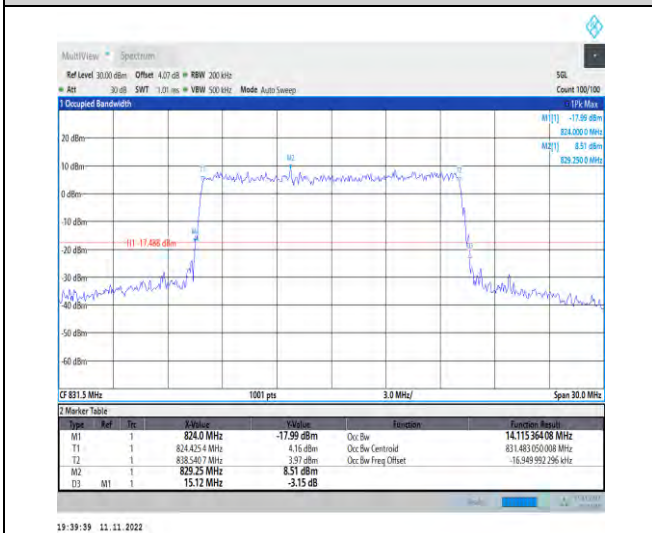 MultiView Spectrum
Ref Level 30.00 dBm Offset 4.07 dB RBW 200 kHz SGL
Att 30 dB SWT 1.01 ms VBW 500 kHz Mode Auto Sweep Count 100/100
1 Occupied Bandwidth 1Pk Max
M1[1] -17.99 dBm
824.000 0 MHz
M2[1] 8.51 dBm
829.250 0 MHz
20 dBm
10 dBm
M2
T1
T2
0 dBm
-10 dBm
M1
H1 -17.488 dBm
D3
-20 dBm
-30 dBm
-40 dBm
-50 dBm
-60 dBm
CF 831.5 MHz 1001 pts 3.0 MHz/ Span 30.0 MHz
2 Marker Table
Type Ref Trc X-Value Y-Value Function Function Result
M1 1 824.0 MHz -17.99 dBm Occ Bw 14.115 364 08 MHz
T1 1 824.425 4 MHz 4.16 dBm Occ Bw Centroid 831.483 050 008 MHz
T2 1 838.540 7 MHz 3.97 dBm Occ Bw Freq Offset -16.949 992 296 kHz
M2 1 829.25 MHz 8.51 dBm
D3 M1 1 15.12 MHz -3.15 dB
19:39:39 11.11.2022